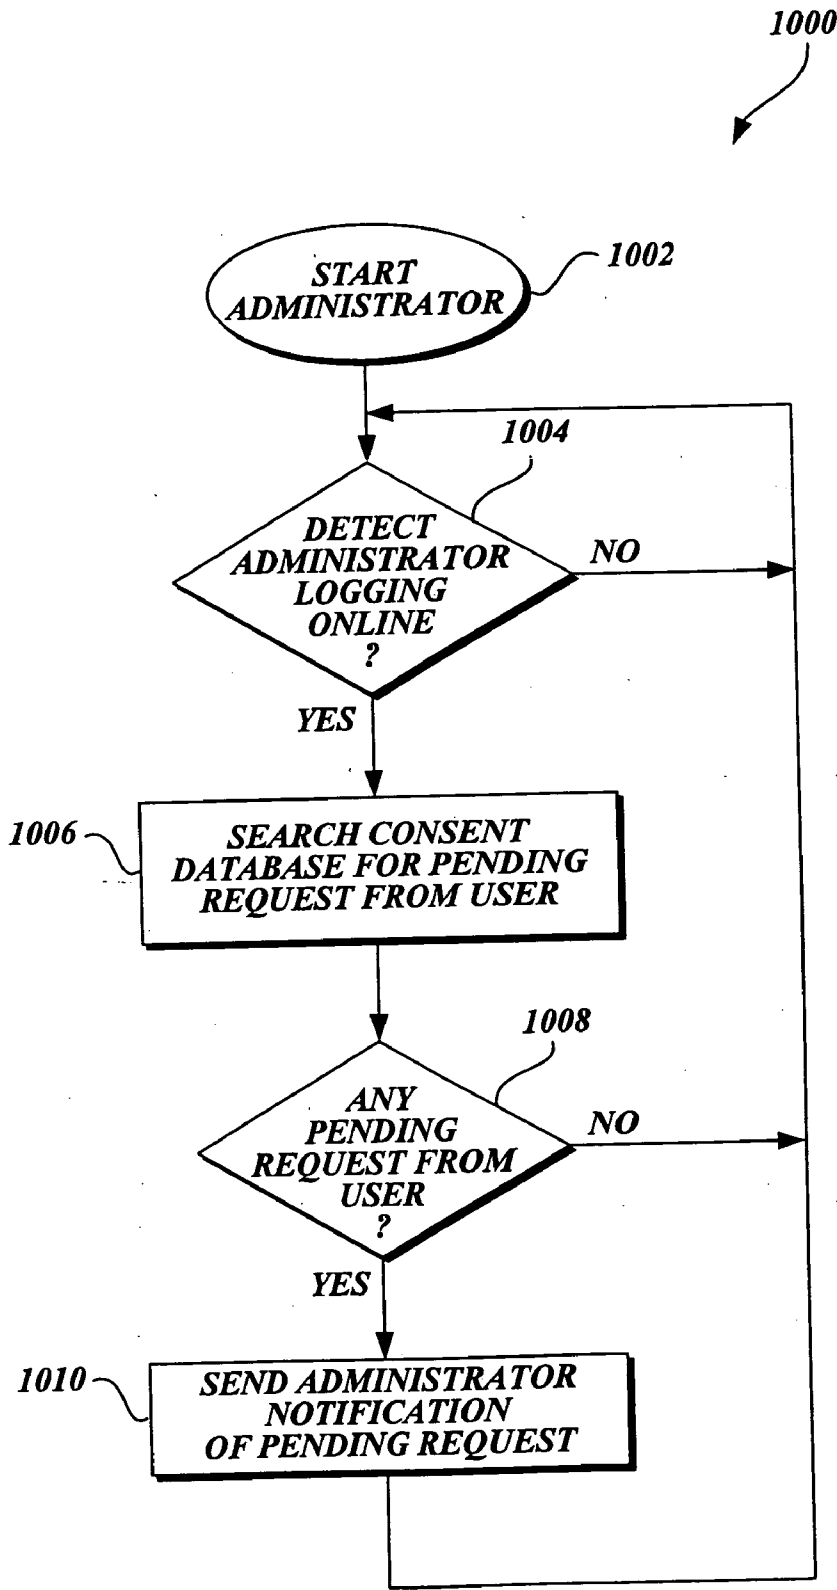 1000
START
ADMINISTRATOR
1002
1004
DETECT
ADMINISTRATOR
LOGGING
ONLINE
?
NO
YES
1006
SEARCH CONSENT
DATABASE FOR PENDING
REQUEST FROM USER
1008
ANY
PENDING
REQUEST FROM
USER
?
NO
YES
1010
SEND ADMINISTRATOR
NOTIFICATION
OF PENDING REQUEST